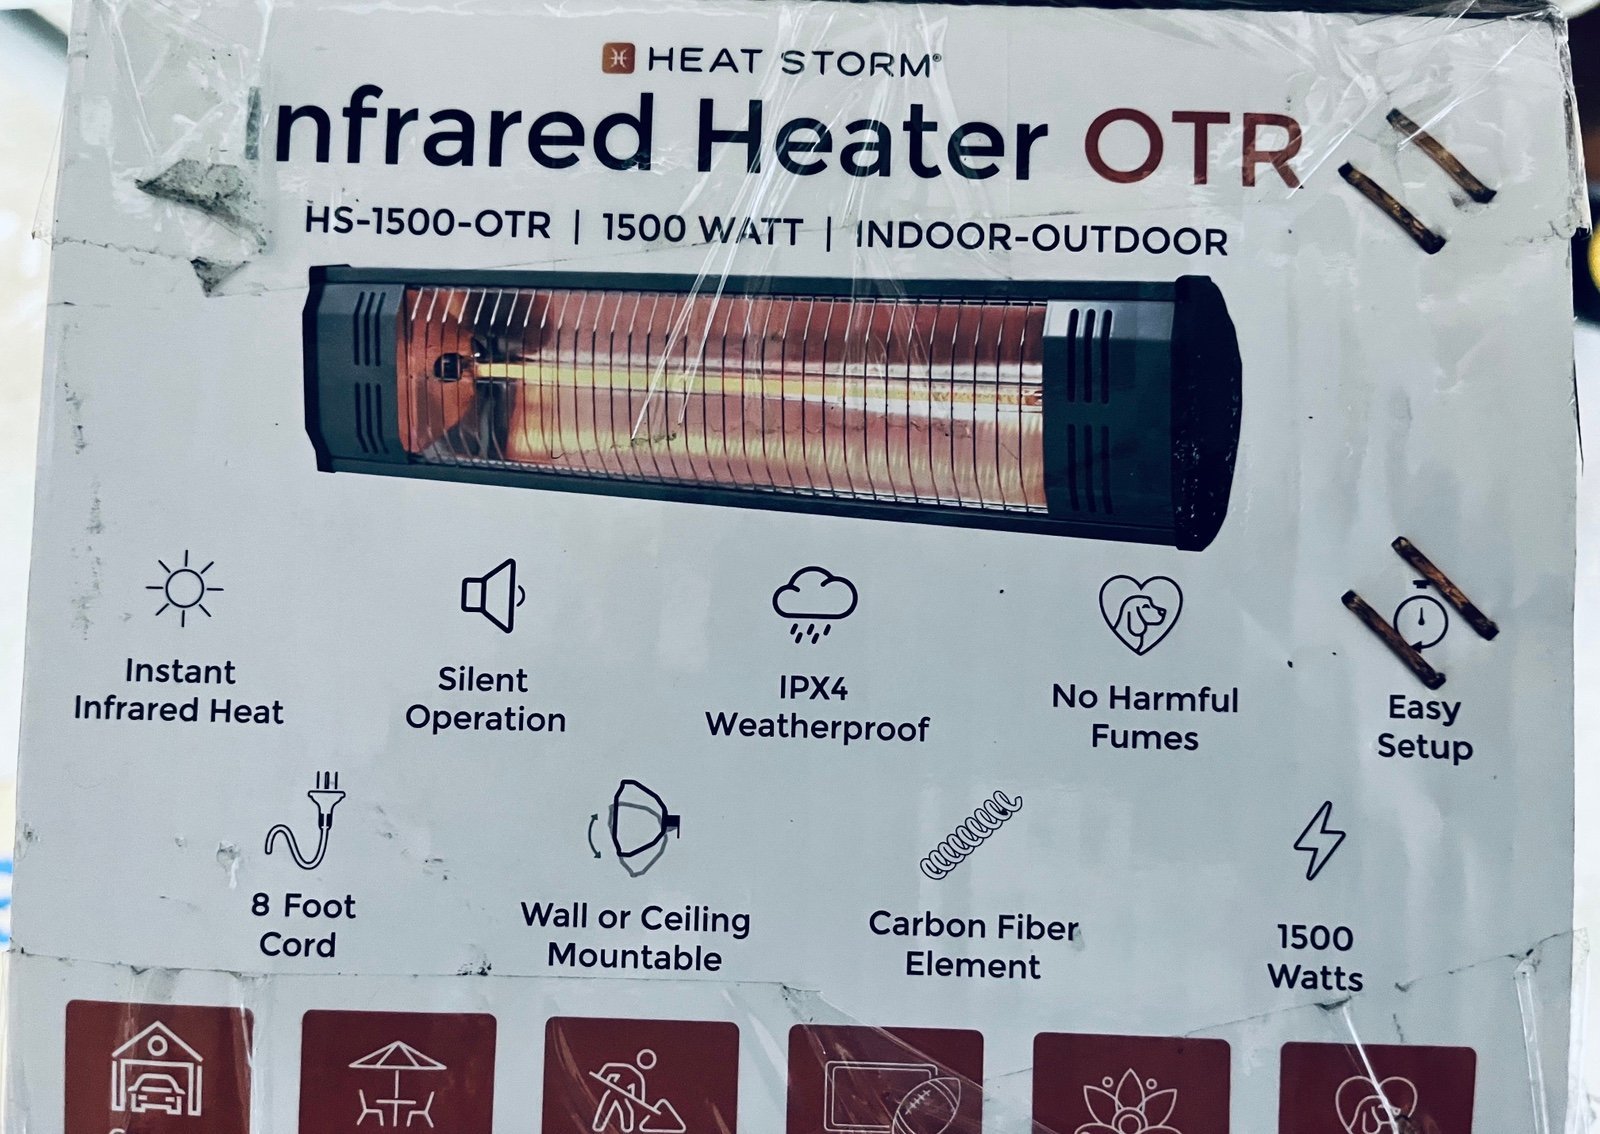 HEAT STORM®
Infrared Heater OTR
HS-1500-OTR | 1500 WATT | INDOOR-OUTDOOR
Instant
Infrared Heat
Silent
Operation
IPX4
Weatherproof
No Harmful
Fumes
Easy
Setup
8 Foot
Cord
Wall or Ceiling
Mountable
Carbon Fiber
Element
1500
Watts